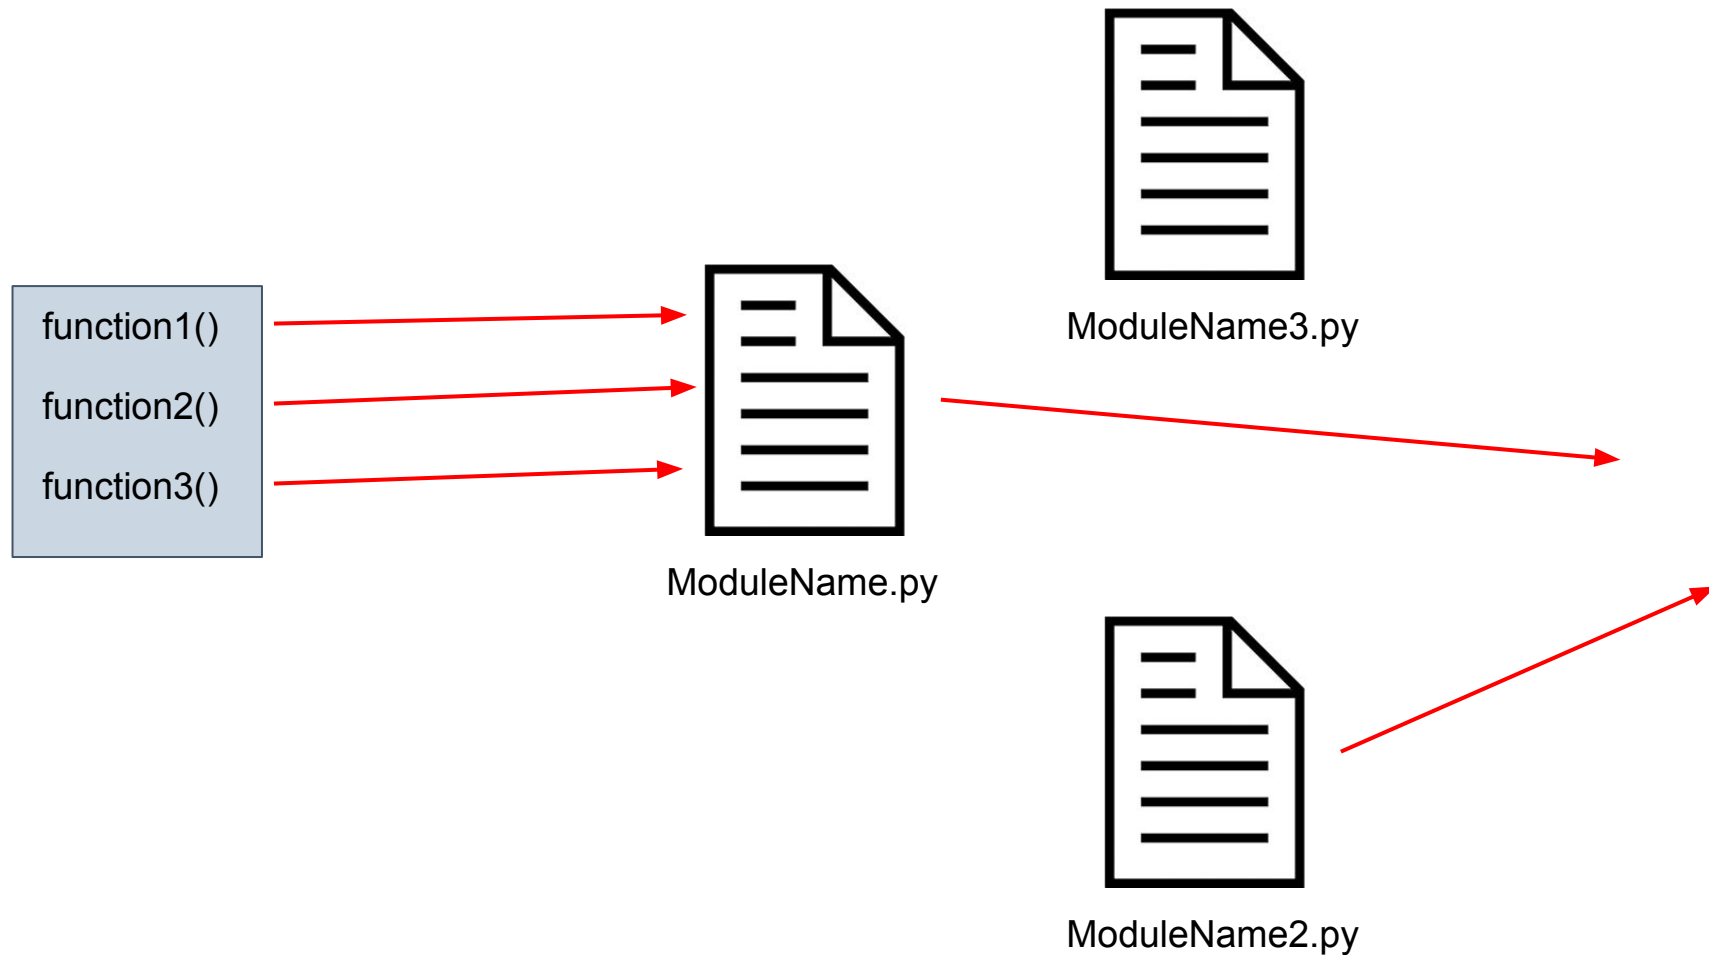 function1()
function2()
function3()
ModuleName.py
ModuleName3.py
ModuleName2.py